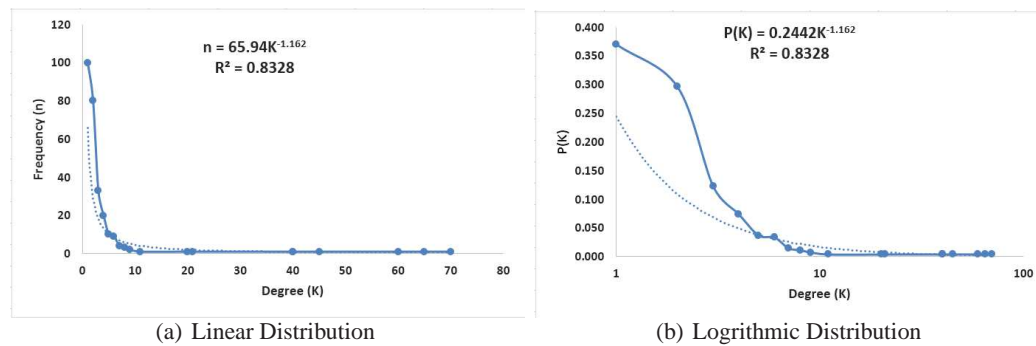 n = 65.94K^-1.162
R² = 0.8328
120
100
80
60
40
20
0
Frequency (n)
0 10 20 30 40 50 60 70 80
Degree (K)
(a) Linear Distribution
P(K) = 0.2442K^-1.162
R² = 0.8328
0.400
0.350
0.300
0.250
0.200
0.150
0.100
0.050
0.000
P(K)
1 10 100
Degree (K)
(b) Logrithmic Distribution